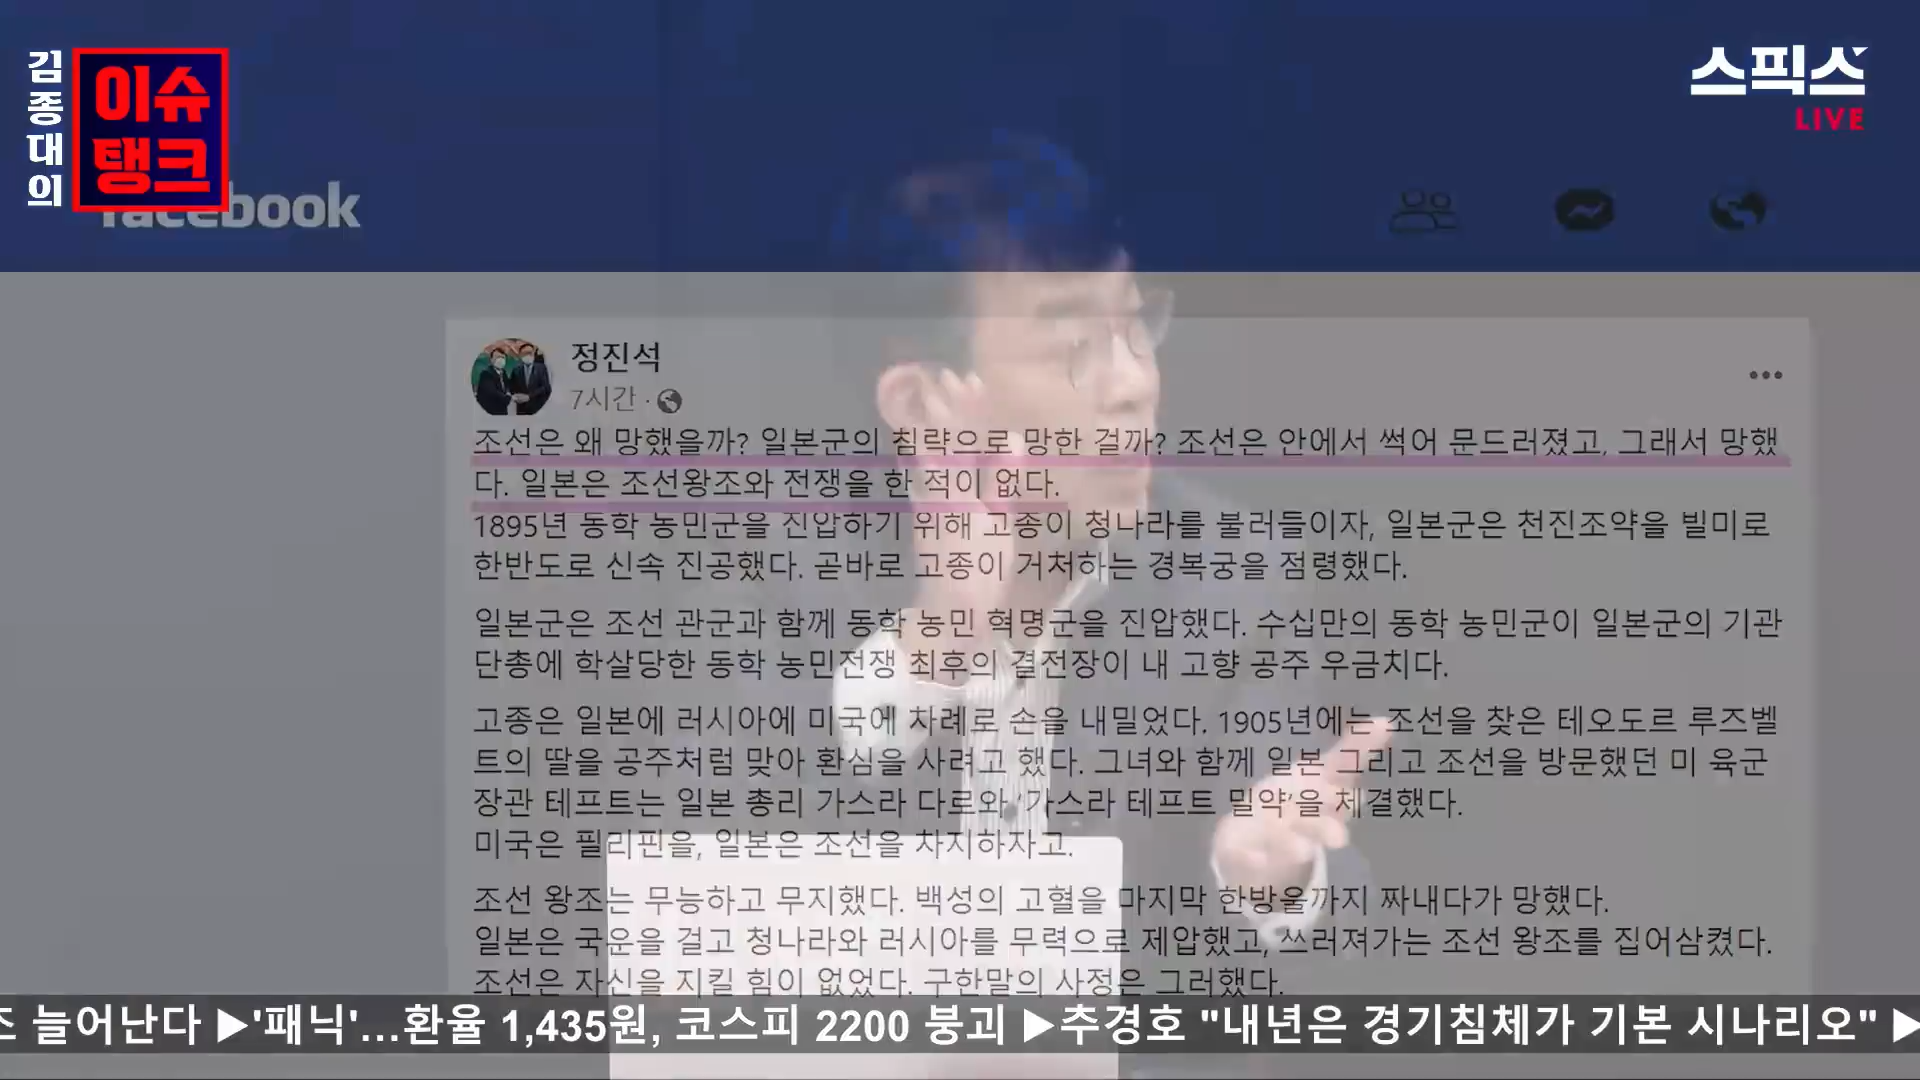 김종대의
이슈
탱크
스픽스
LIVE
facebook
정진석
7시간 ·
조선은 왜 망했을까? 일본군의 침략으로 망한 걸까? 조선은 안에서 썩어 문드러졌고, 그래서 망했
다. 일본은 조선왕조와 전쟁을 한 적이 없다.
1895년 동학 농민군을 진압하기 위해 고종이 청나라를 불러들이자, 일본군은 천진조약을 빌미로
한반도로 신속 진공했다. 곧바로 고종이 거처하는 경복궁을 점령했다.
일본군은 조선 관군과 함께 동학 농민 혁명군을 진압했다. 수십만의 동학 농민군이 일본군의 기관
단총에 학살당한 동학 농민전쟁 최후의 결전장이 내 고향 공주 우금치다.
고종은 일본에 러시아에 미국에 차례로 손을 내밀었다. 1905년에는 조선을 찾은 테오도르 루즈벨
트의 딸을 공주처럼 맞아 환심을 사려고 했다. 그녀와 함께 일본 그리고 조선을 방문했던 미 육군
장관 테프트는 일본 총리 가스라 다로와 '가스라 테프트 밀약'을 체결했다.
미국은 필리핀을, 일본은 조선을 차지하자고.
조선 왕조는 무능하고 무지했다. 백성의 고혈을 마지막 한방울까지 짜내다가 망했다.
일본은 국운을 걸고 청나라와 러시아를 무력으로 제압했고, 쓰러져가는 조선 왕조를 집어삼켰다.
조선은 자신을 지킬 힘이 없었다. 구한말의 사정은 그러했다.
늘어난다 ▶'패닉'...환율 1,435원, 코스피 2200 붕괴 ▶추경호 "내년은 경기침체가 기본 시나리오" ▶